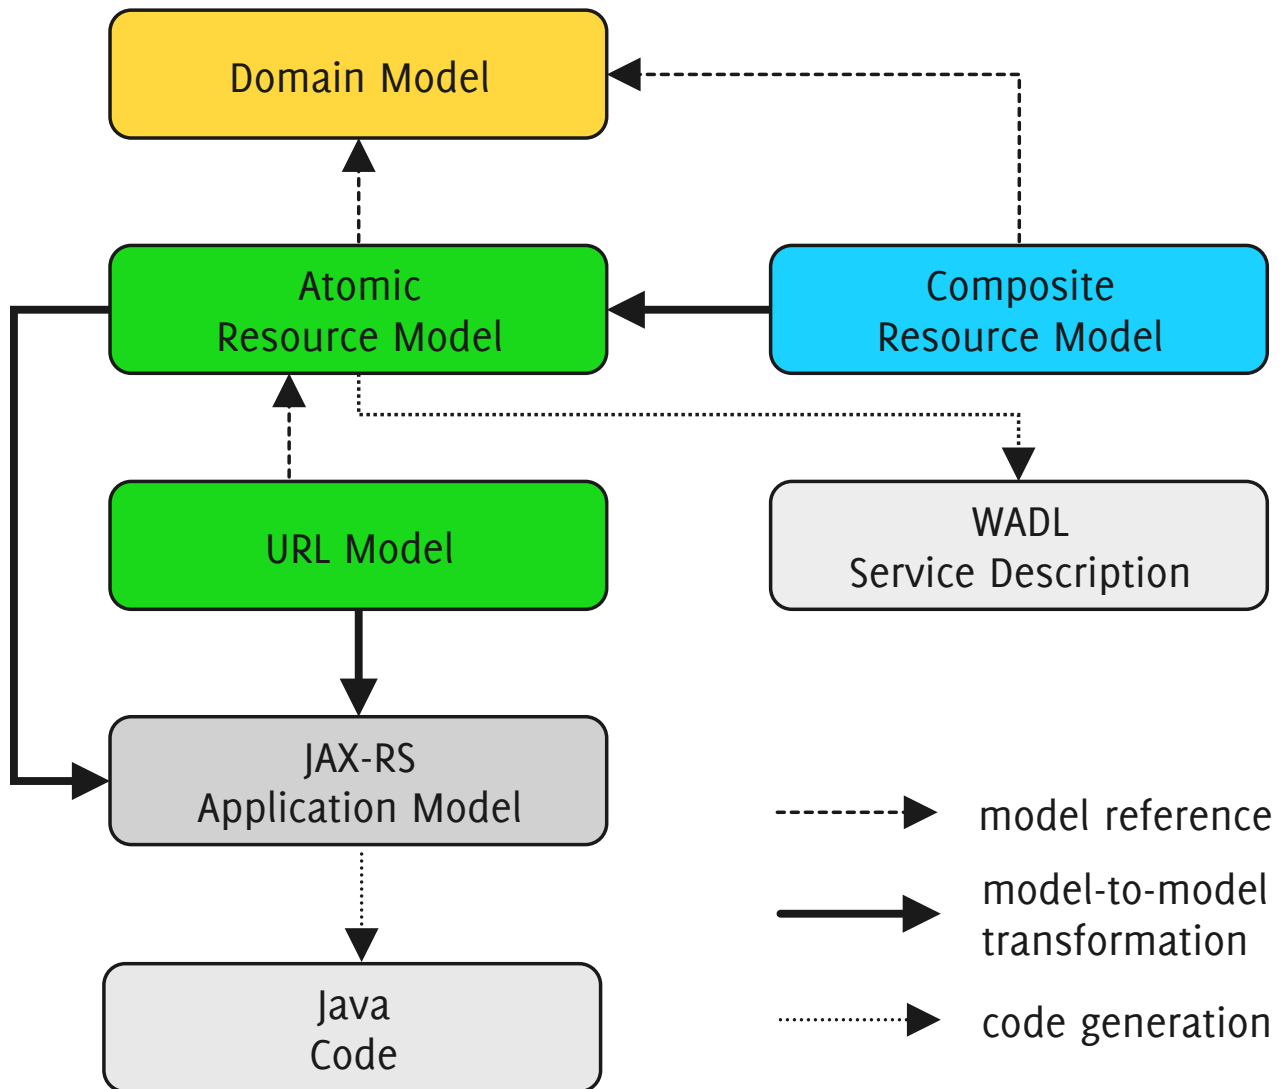 Domain Model
Atomic
Resource Model
Composite
Resource Model
URL Model
WADL
Service Description
JAX-RS
Application Model
Java
Code
model reference
model-to-model
transformation
code generation